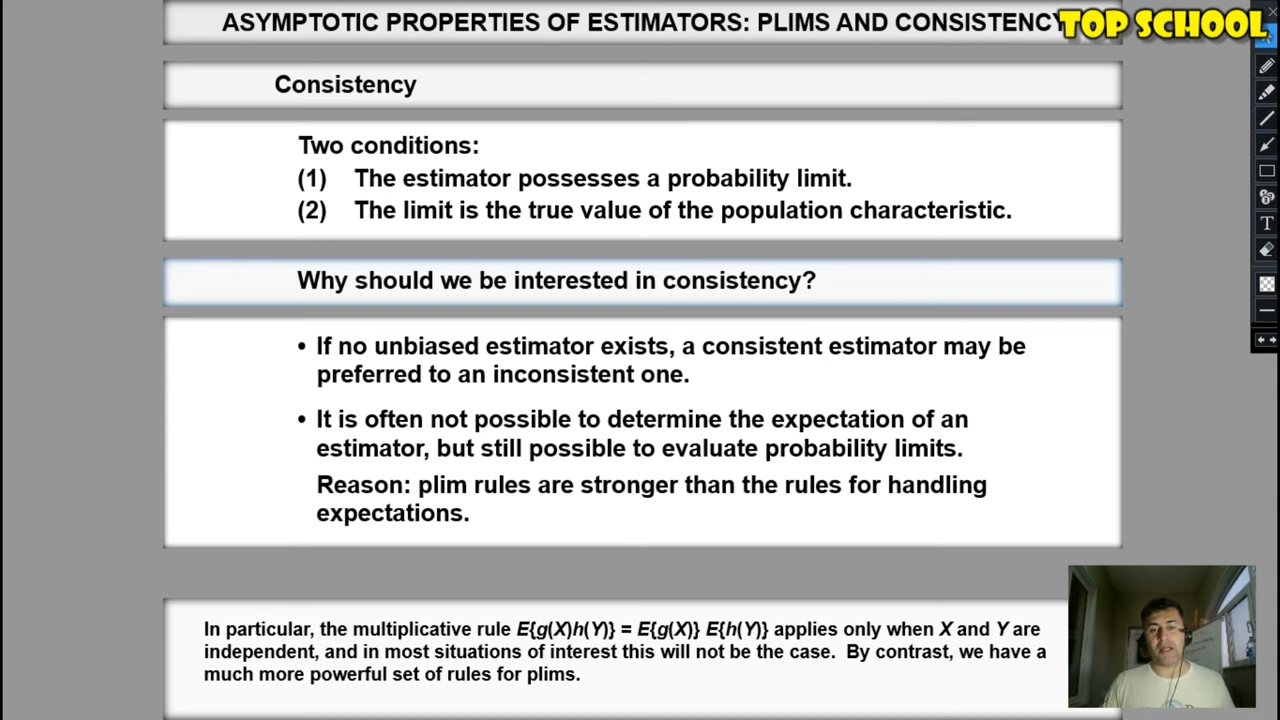 ASYMPTOTIC PROPERTIES OF ESTIMATORS: PLIMS AND CONSISTENCY
TOP SCHOOL
Consistency
Two conditions:
(1) The estimator possesses a probability limit.
(2) The limit is the true value of the population characteristic.
Why should we be interested in consistency?
• If no unbiased estimator exists, a consistent estimator may be
preferred to an inconsistent one.
• It is often not possible to determine the expectation of an
estimator, but still possible to evaluate probability limits.
Reason: plim rules are stronger than the rules for handling
expectations.
In particular, the multiplicative rule E{g(X)h(Y)} = E{g(X)} E{h(Y)} applies only when X and Y are
independent, and in most situations of interest this will not be the case. By contrast, we have a
much more powerful set of rules for plims.